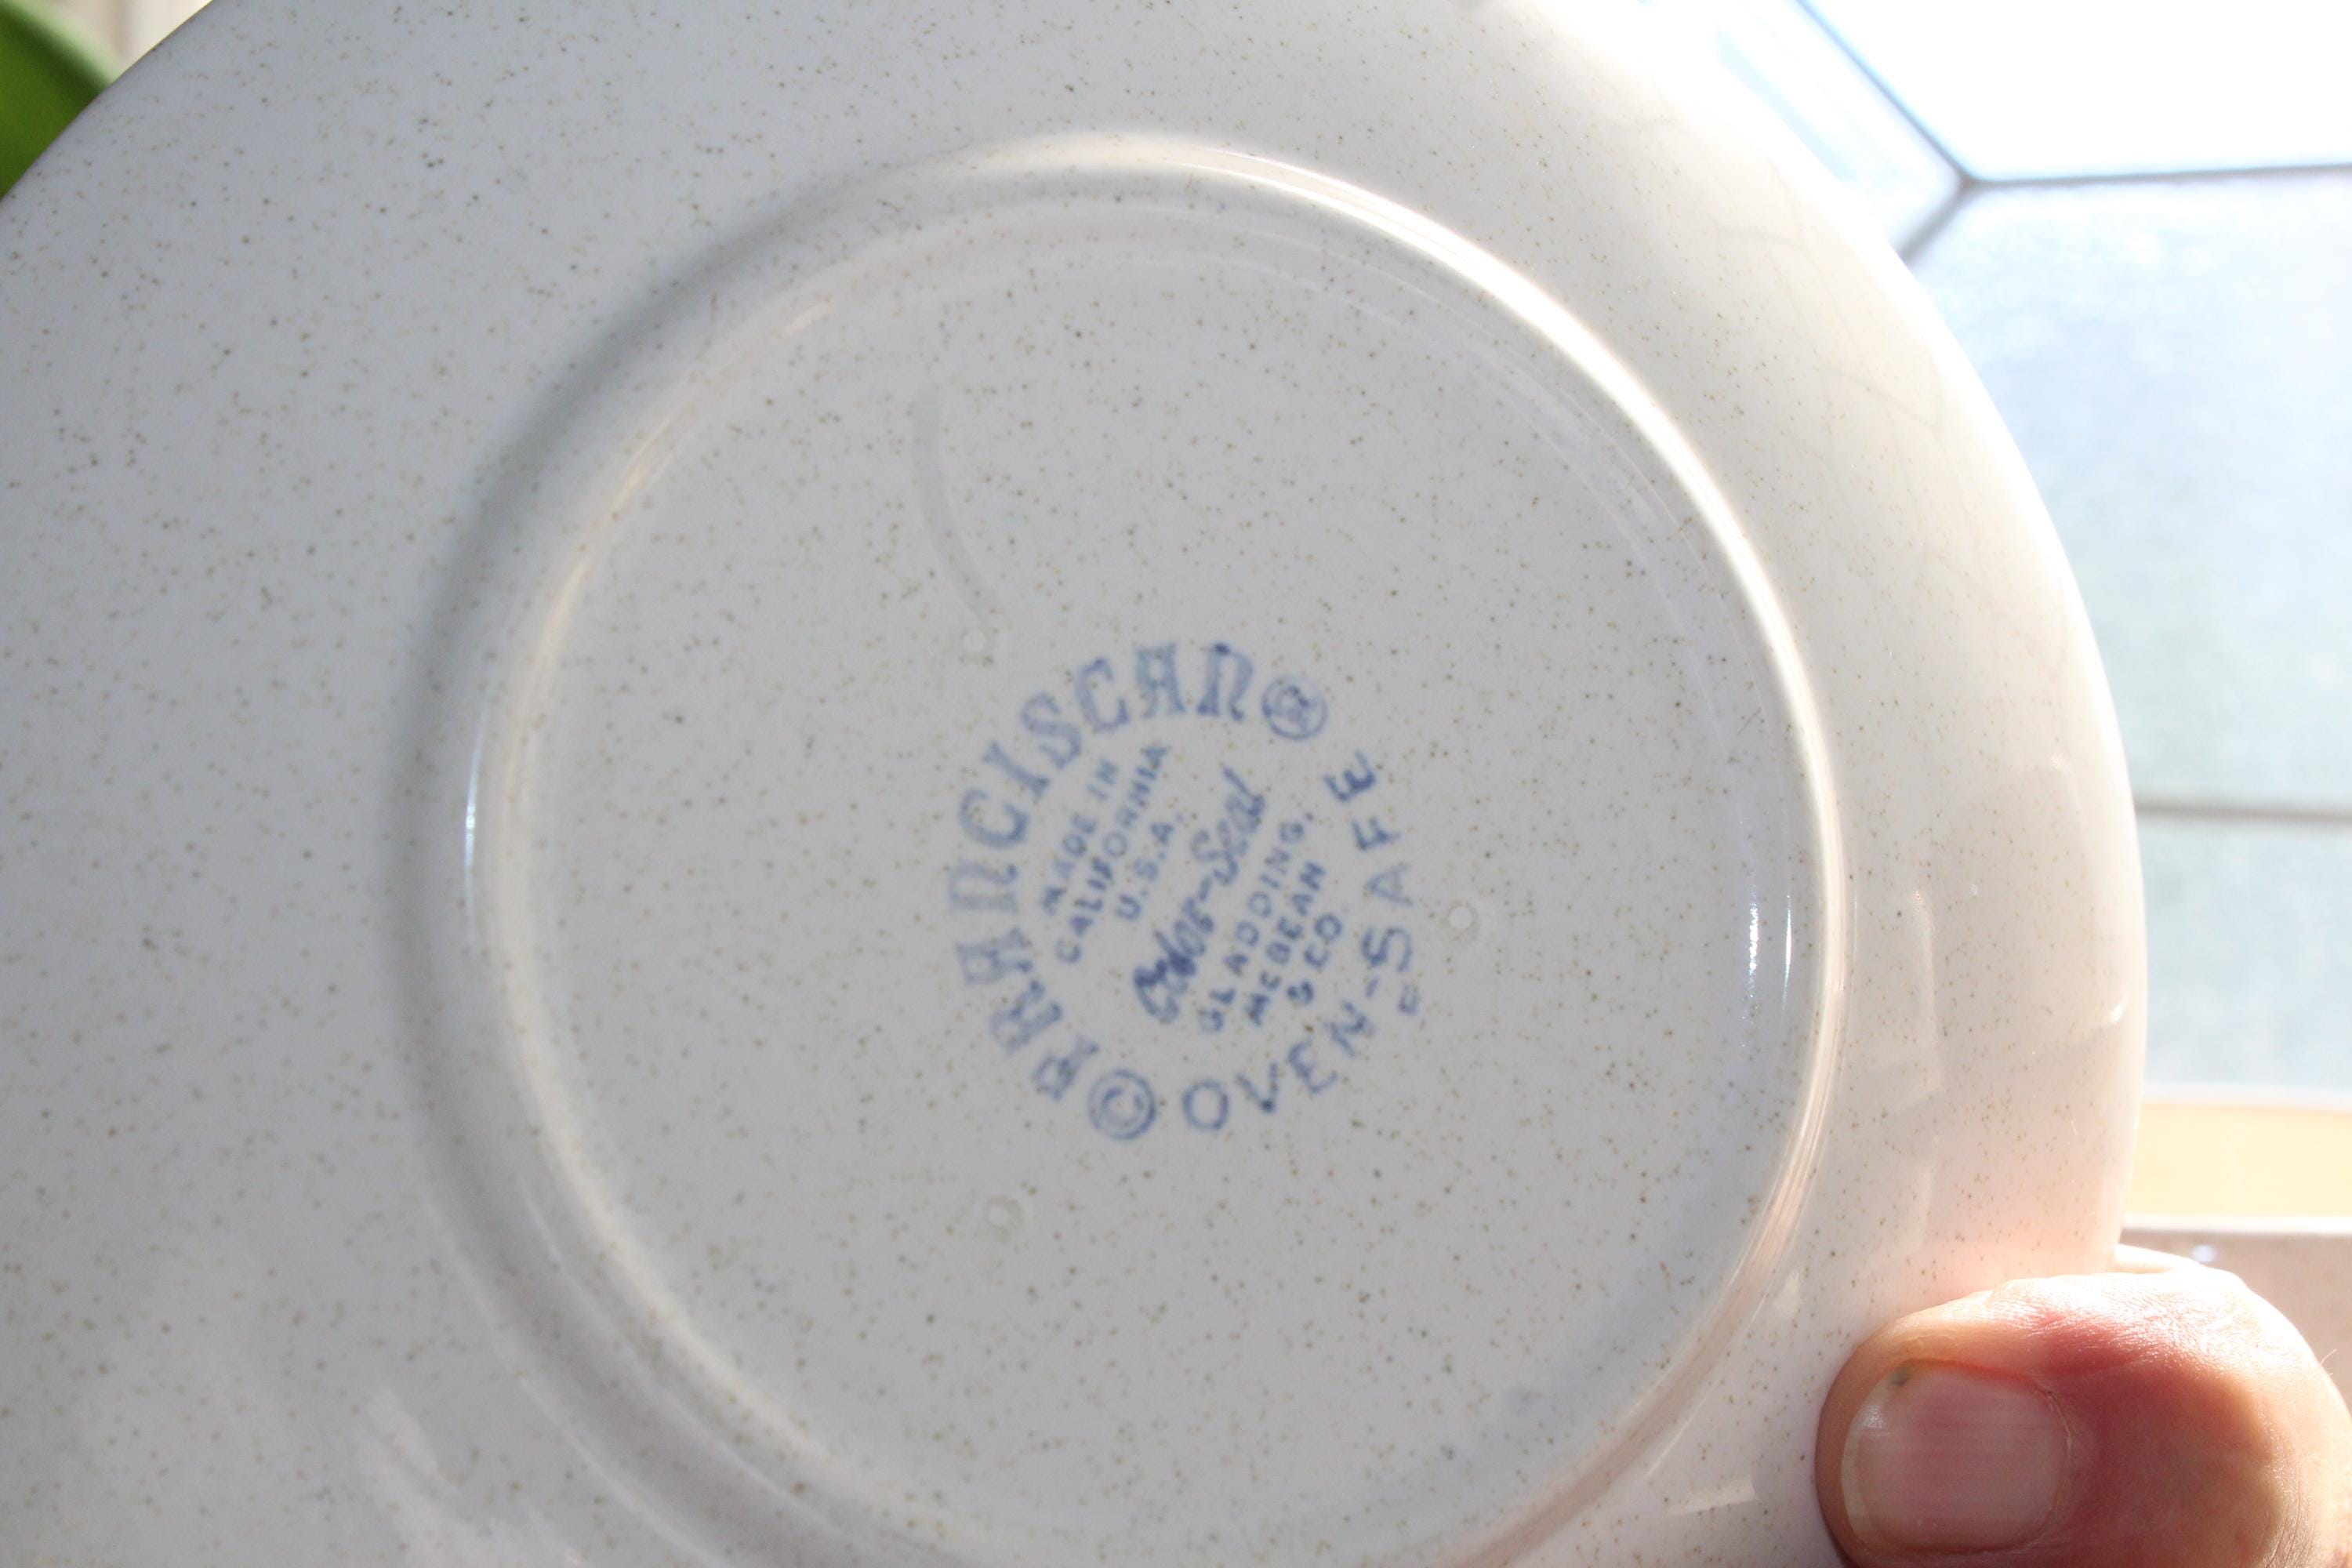 © FRANCISCAN ®
MADE IN
CALIFORNIA
U.S.A.
Color-Seal
GLADDING,
McBEAN
& CO.
OVEN-SAFE